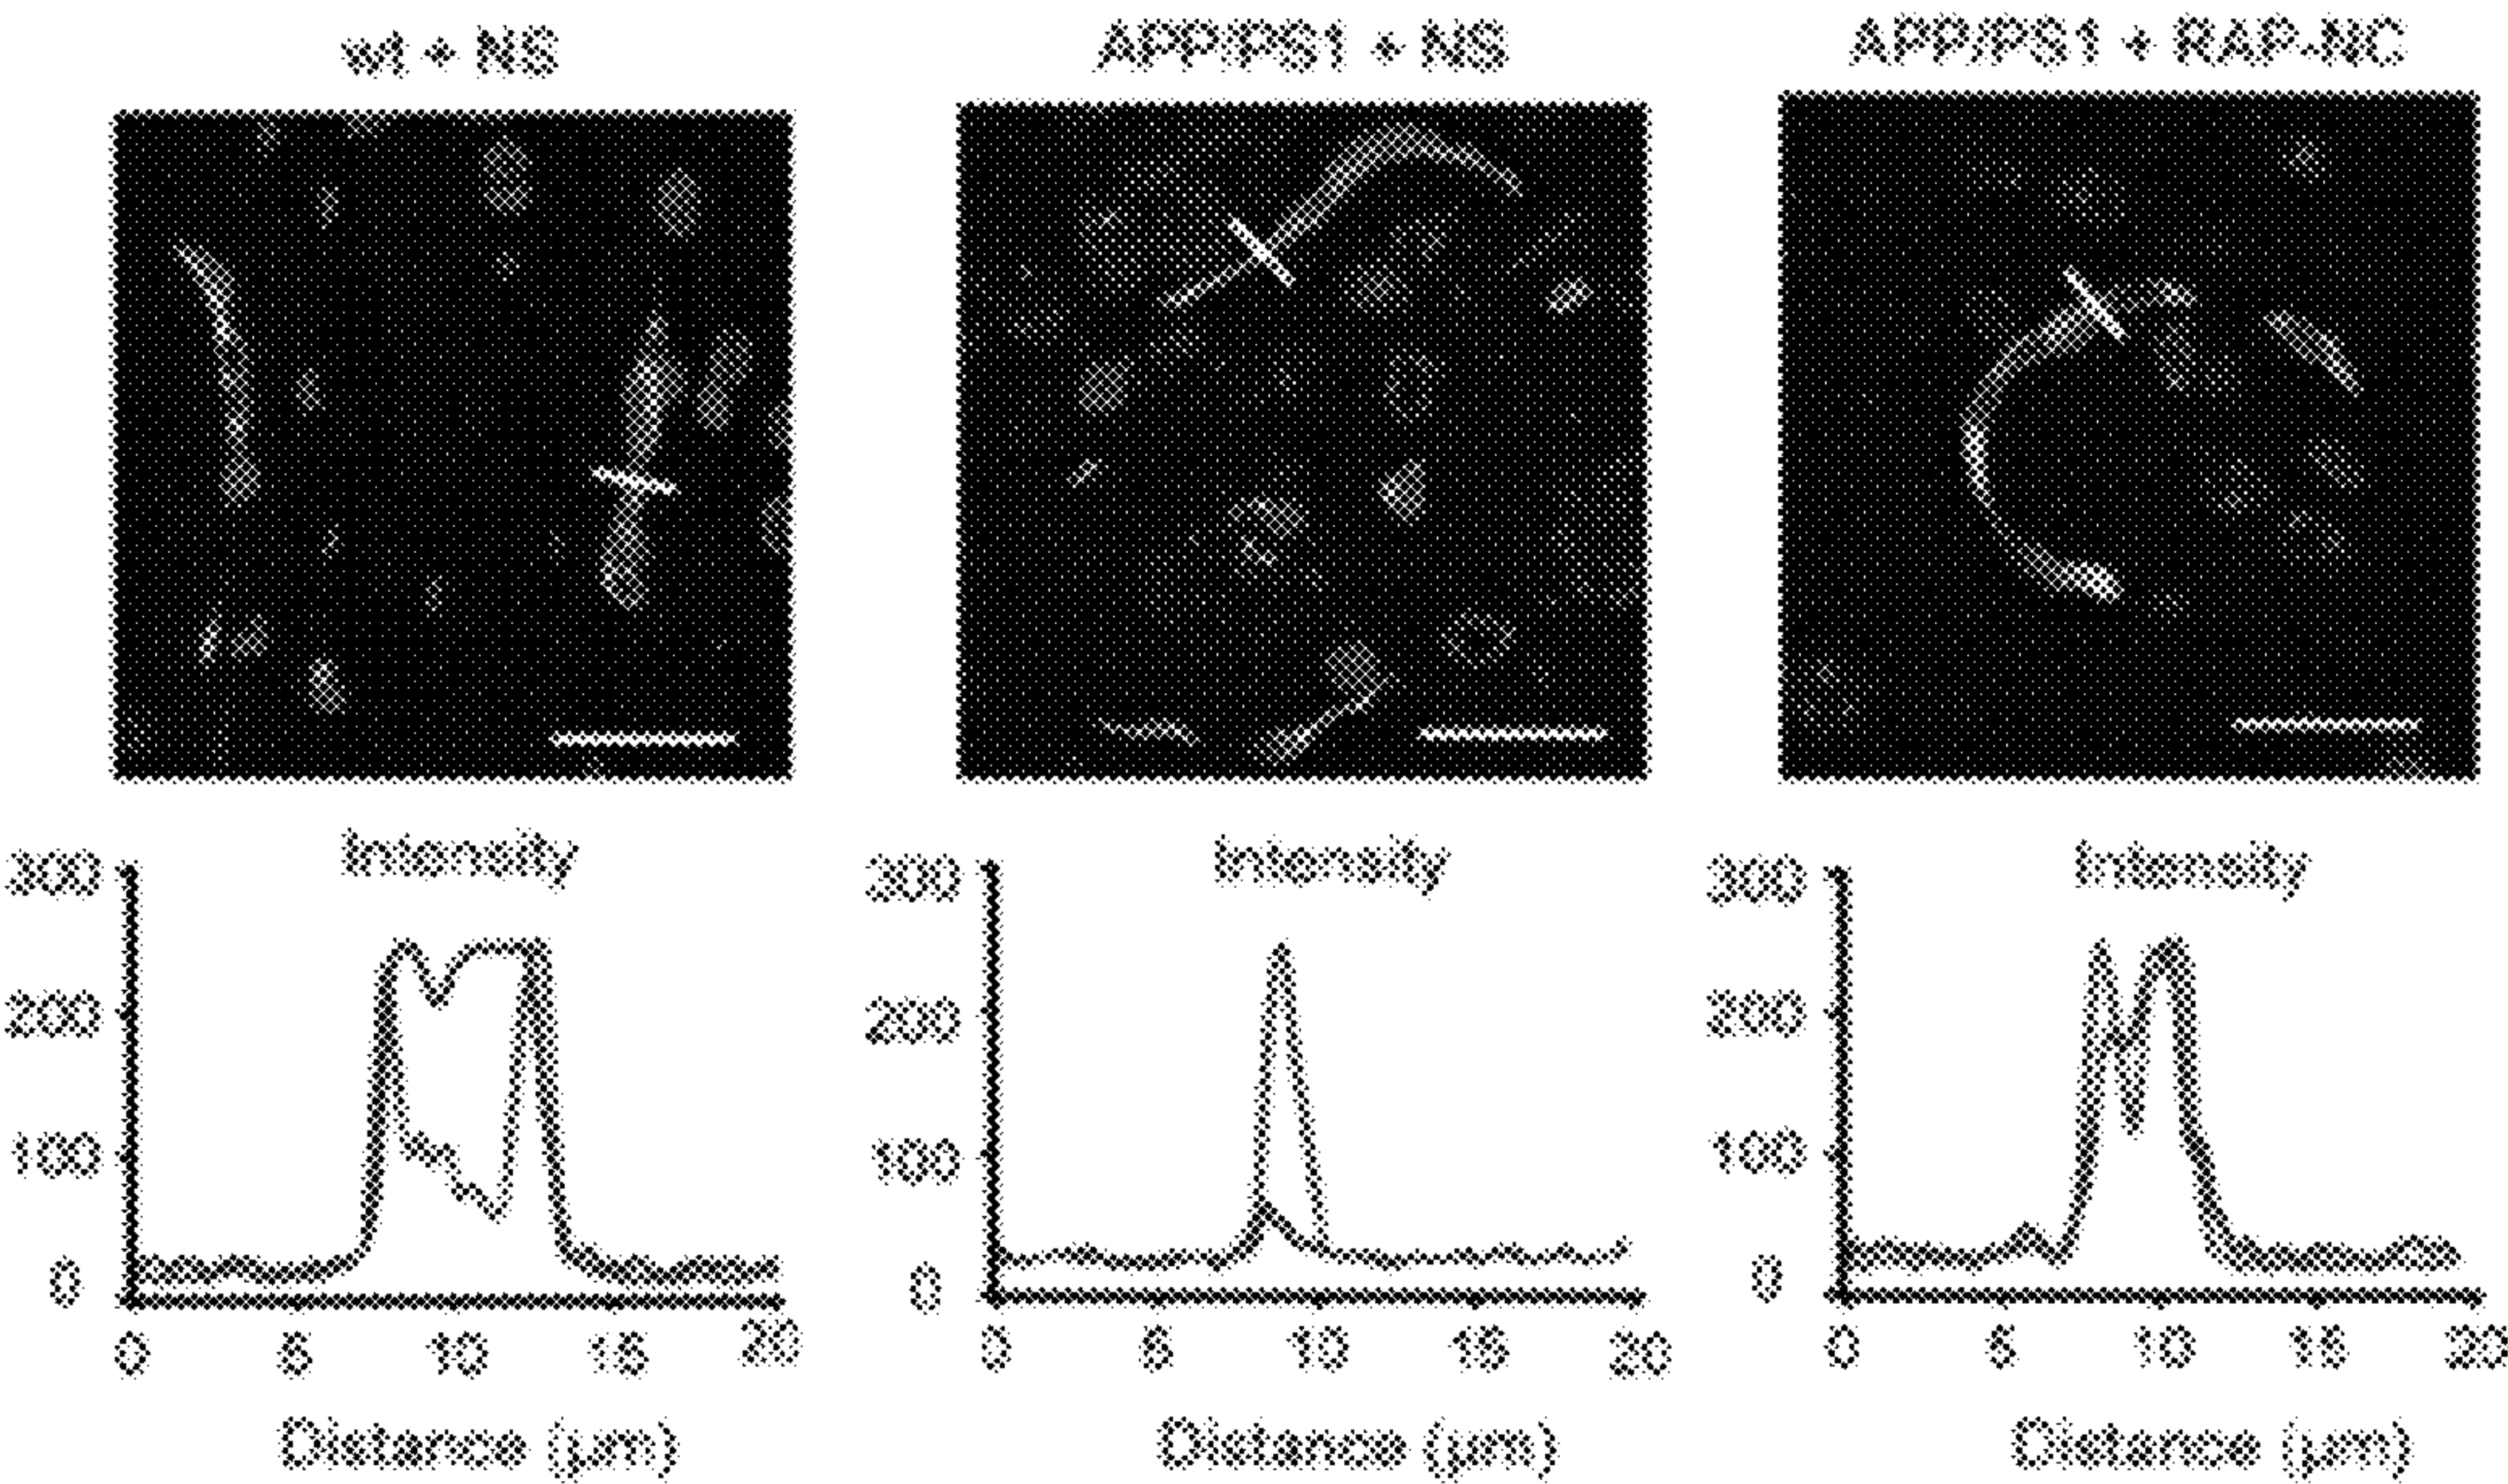 wt + NS
APP/PS1 + NS
APP/PS1 + RAP-NC
Intensity
300
200
100
0
0 5 10 15 20
Distance (μm)
Intensity
300
200
100
0
0 5 10 15 20
Distance (μm)
Intensity
300
200
100
0
0 5 10 15 20
Distance (μm)